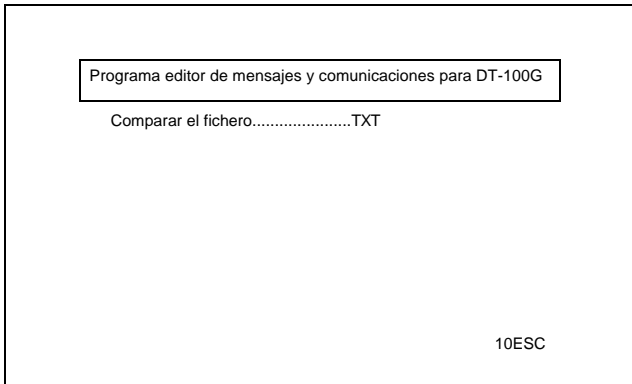 Programa editor de mensajes y comunicaciones para DT-100G
Comparar el fichero......................TXT
10ESC